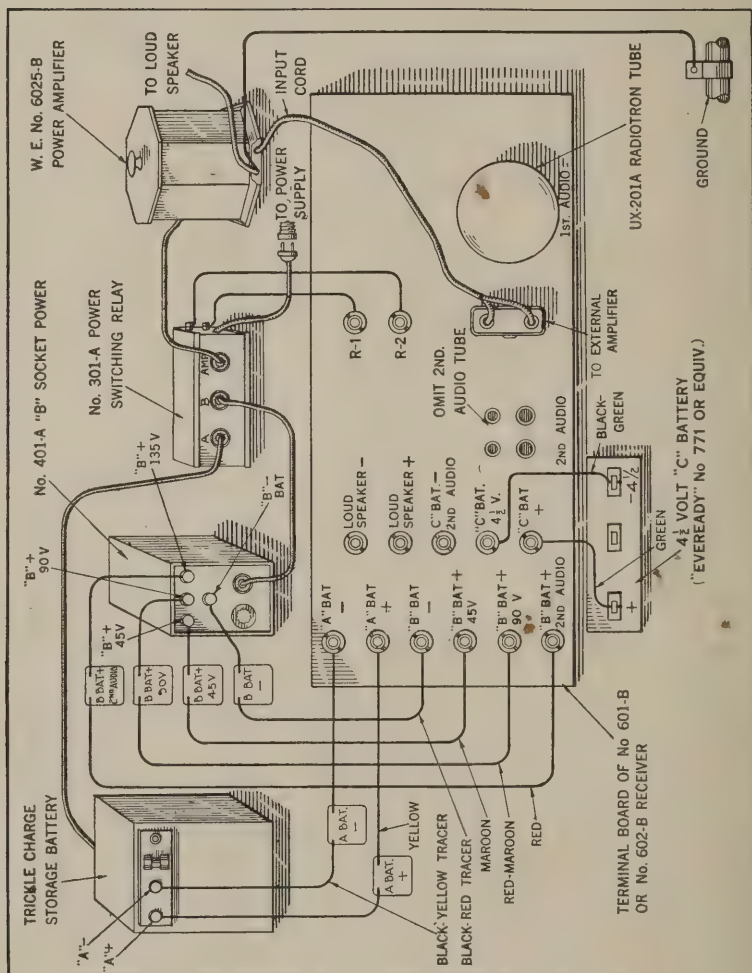 W. E. No. 6025-B
POWER AMPLIFIER
TO LOUD
SPEAKER
INPUT
CORD
TO POWER
SUPPLY
No. 301-A POWER
SWITCHING RELAY
A
B
AMP.
No. 401-A "B" SOCKET POWER
"B"+
135V
"B"+
90V
"B"+
45V
"B"-
BAT
B BAT+
2ND AUDIO
B BAT+
90V
B BAT+
45V
B BAT
-
TRICKLE CHARGE
STORAGE BATTERY
"A"-
"A"+
A BAT.
-
A BAT.
+
YELLOW
BLACK-YELLOW TRACER
BLACK-RED TRACER
MAROON
RED-MAROON
RED
R-1
R-2
1ST. AUDIO-
UX-201A RADIOTRON TUBE
GROUND
TO EXTERNAL
AMPLIFIER
OMIT 2ND.
AUDIO TUBE
2ND AUDIO
LOUD
SPEAKER-
LOUD
SPEAKER+
C"BAT.-
2ND AUDIO
"C"BAT.-
4½ V.
"C"BAT
+
"A"BAT
-
"A"BAT
+
"B"BAT
-
"B"BAT+
45V
"B"BAT+
90 V
"B"BAT+
2ND AUDIO
BLACK-
GREEN
GREEN
-4½
+
4½ VOLT "C" BATTERY
("EVEREADY" No 771 OR EQUIV.)
TERMINAL BOARD OF No 601-B
OR No. 602-B RECEIVER